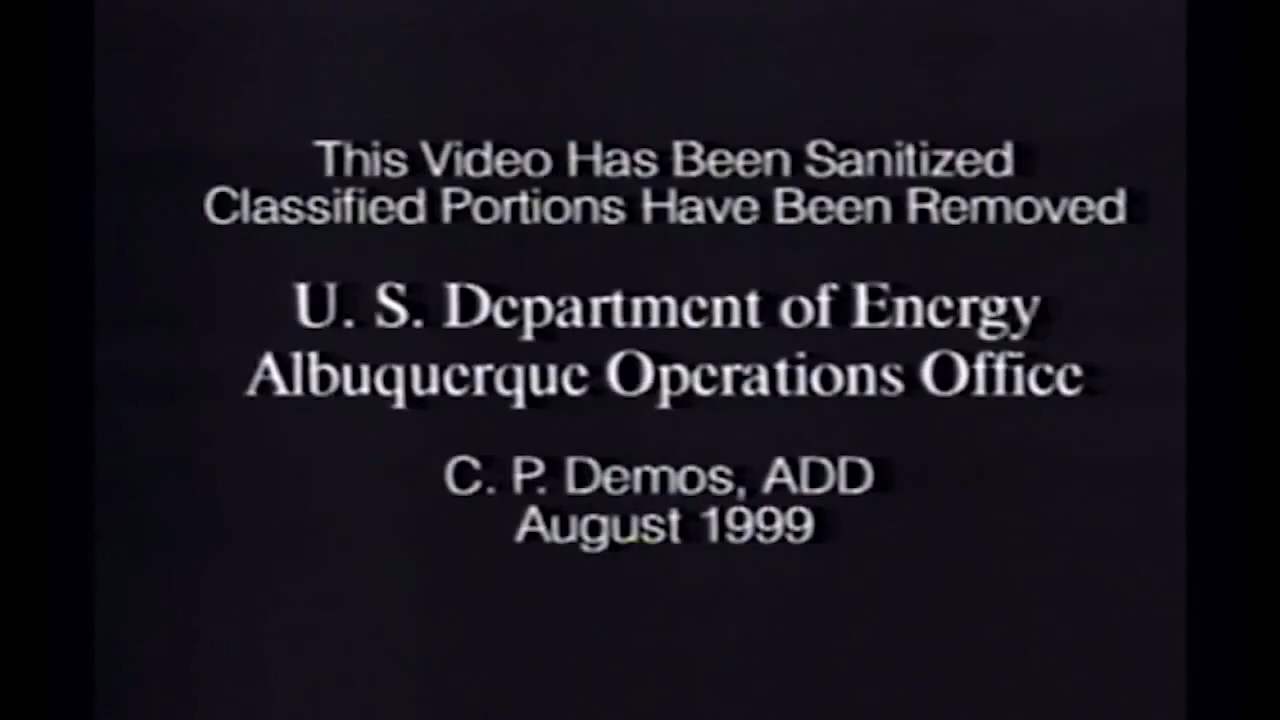 This Video Has Been Sanitized
Classified Portions Have Been Removed
U. S. Department of Energy
Albuquerque Operations Office
C. P. Demos, ADD
August 1999